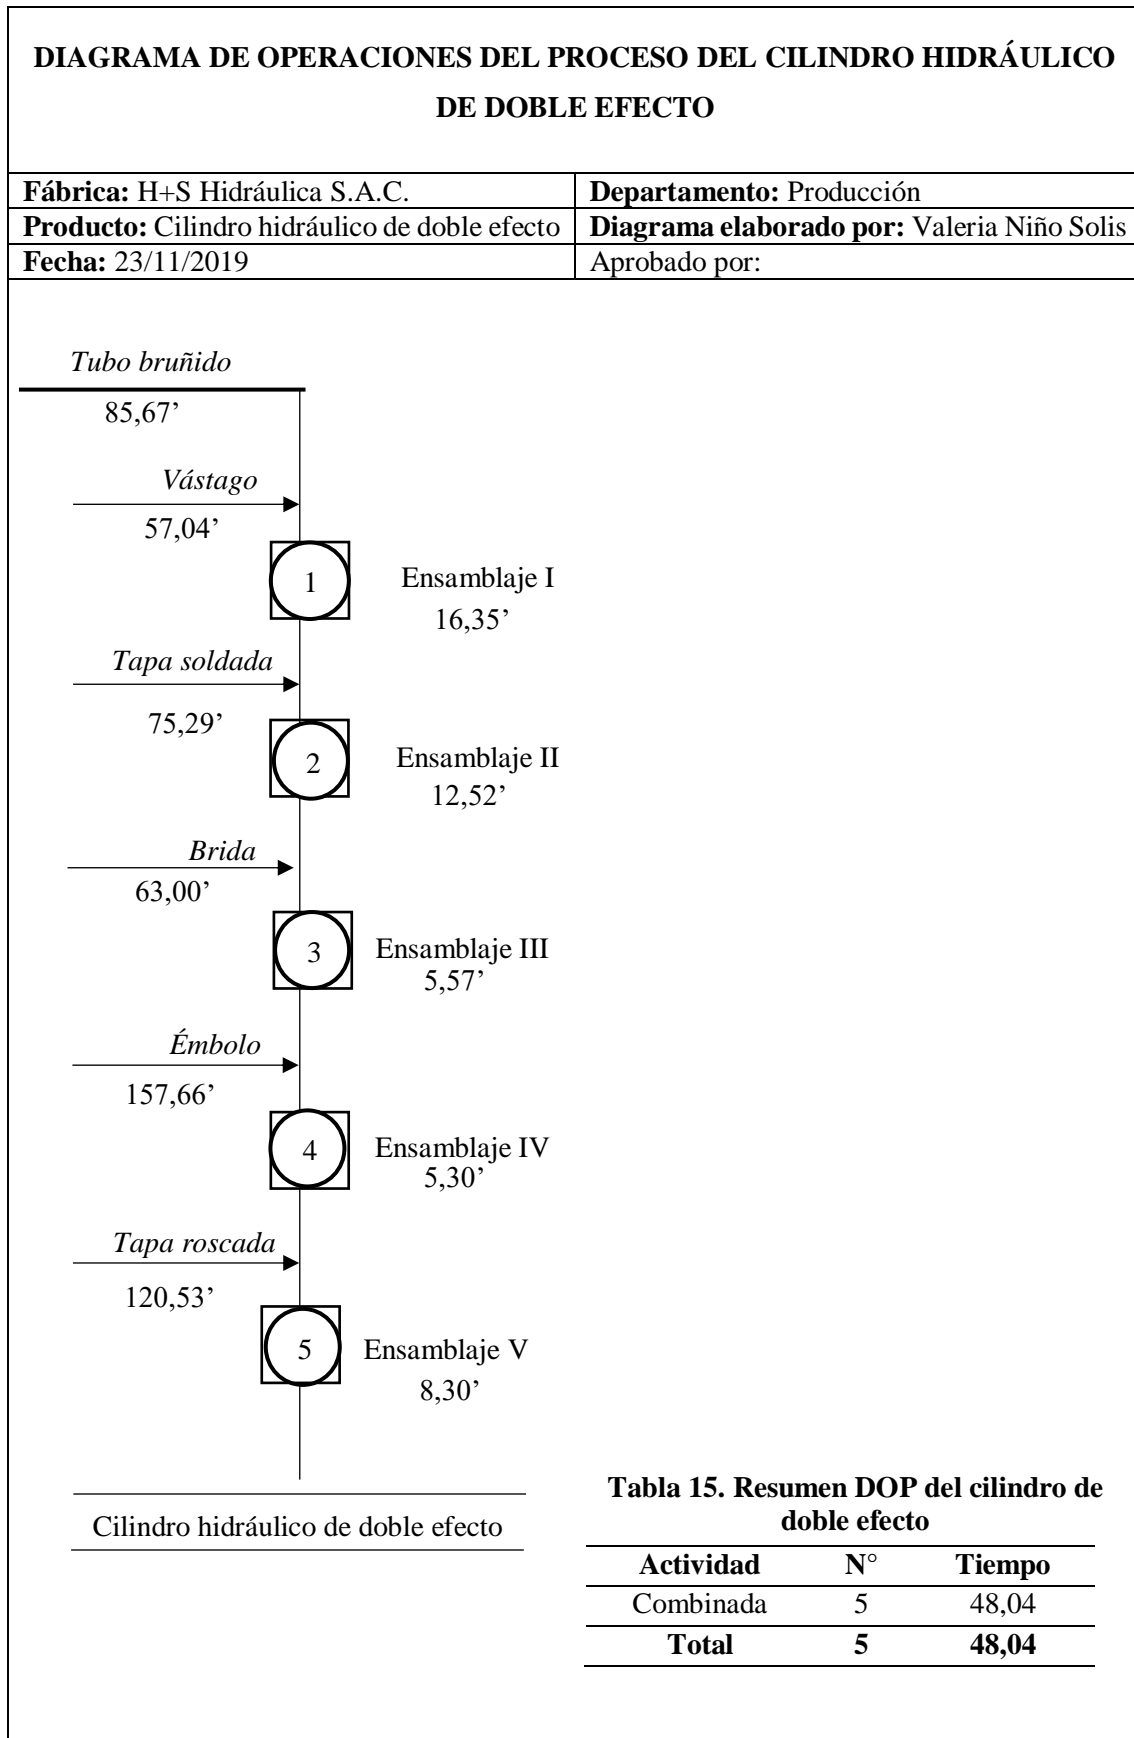 DIAGRAMA DE OPERACIONES DEL PROCESO DEL CILINDRO HIDRÁULICO
DE DOBLE EFECTO
Fábrica: H+S Hidráulica S.A.C.
Departamento: Producción
Producto: Cilindro hidráulico de doble efecto
Diagrama elaborado por: Valeria Niño Solis
Fecha: 23/11/2019
Aprobado por:
Tubo bruñido
85,67’
Vástago
57,04’
1
Ensamblaje I
16,35’
Tapa soldada
75,29’
2
Ensamblaje II
12,52’
Brida
63,00’
3
Ensamblaje III
5,57’
Émbolo
157,66’
4
Ensamblaje IV
5,30’
Tapa roscada
120,53’
5
Ensamblaje V
8,30’
Cilindro hidráulico de doble efecto
Tabla 15. Resumen DOP del cilindro de
doble efecto
Actividad N° Tiempo
Combinada 5 48,04
Total 5 48,04